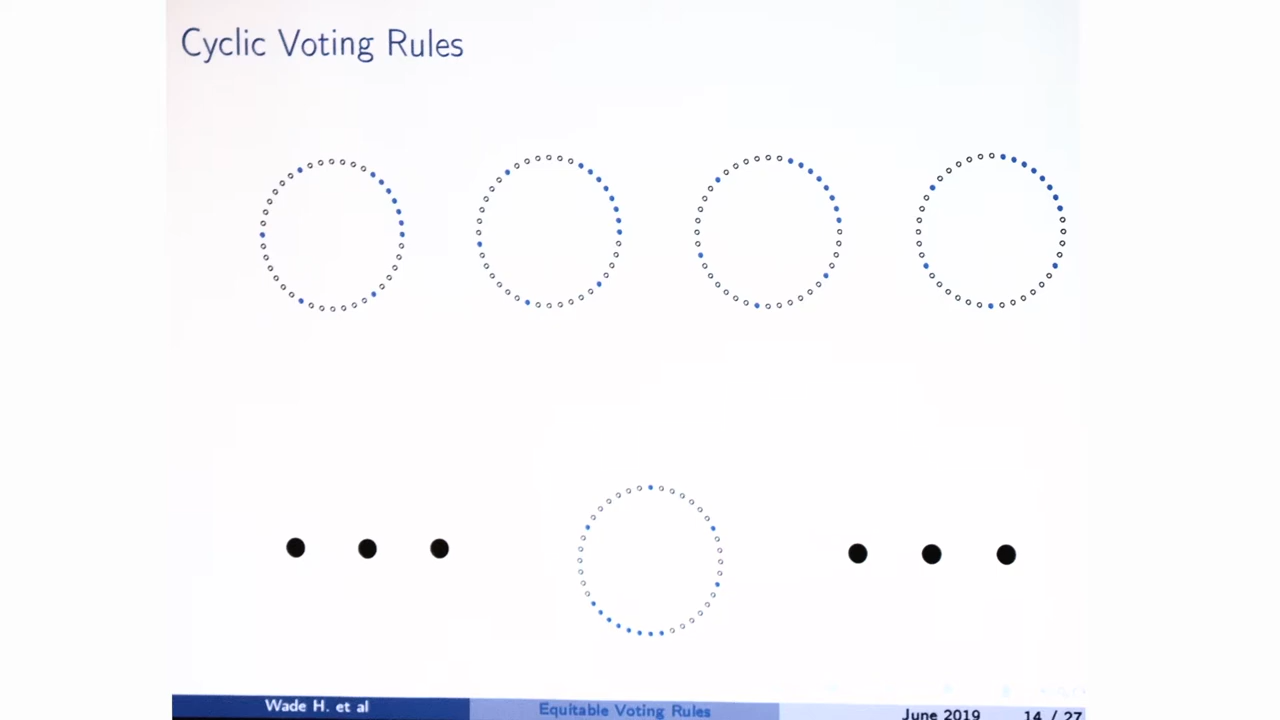 Cyclic Voting Rules
Wade H. et al
Equitable Voting Rules
June 2019
14 / 27